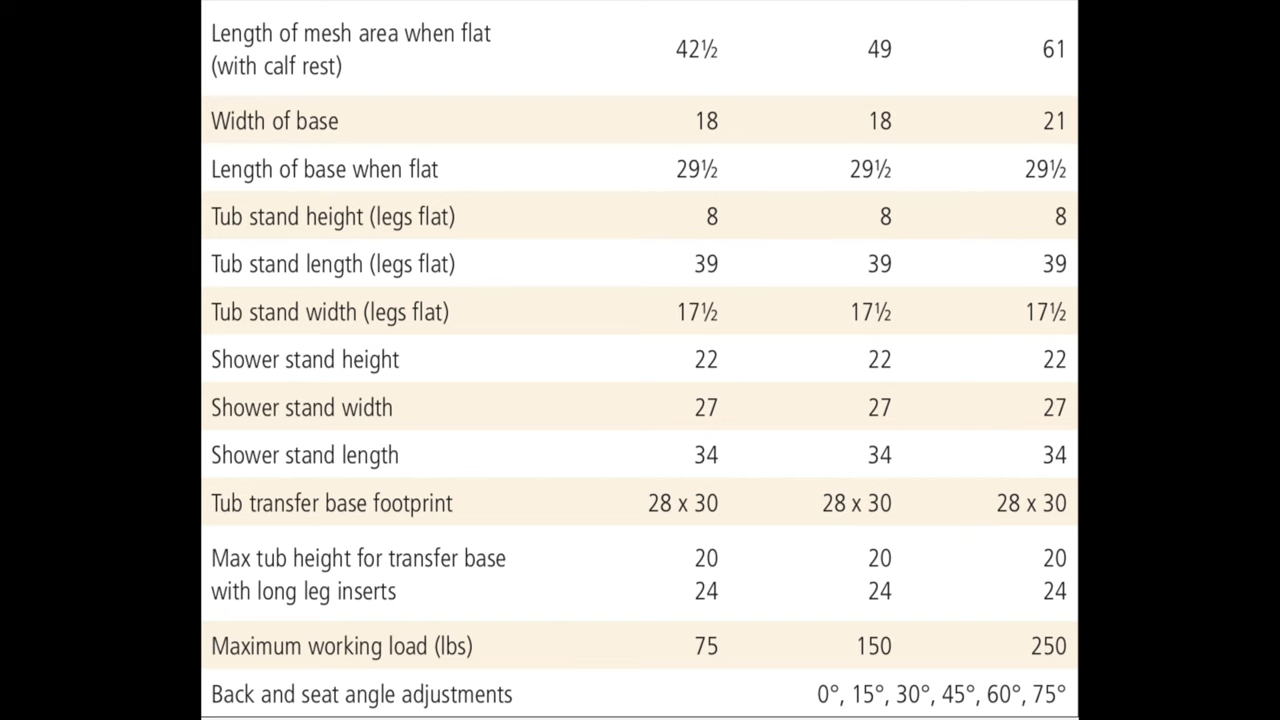 Length of mesh area when flat
(with calf rest) 42½ 49 61
Width of base 18 18 21
Length of base when flat 29½ 29½ 29½
Tub stand height (legs flat) 8 8 8
Tub stand length (legs flat) 39 39 39
Tub stand width (legs flat) 17½ 17½ 17½
Shower stand height 22 22 22
Shower stand width 27 27 27
Shower stand length 34 34 34
Tub transfer base footprint 28 x 30 28 x 30 28 x 30
Max tub height for transfer base 20 20 20
with long leg inserts 24 24 24
Maximum working load (lbs) 75 150 250
Back and seat angle adjustments 0°, 15°, 30°, 45°, 60°, 75°